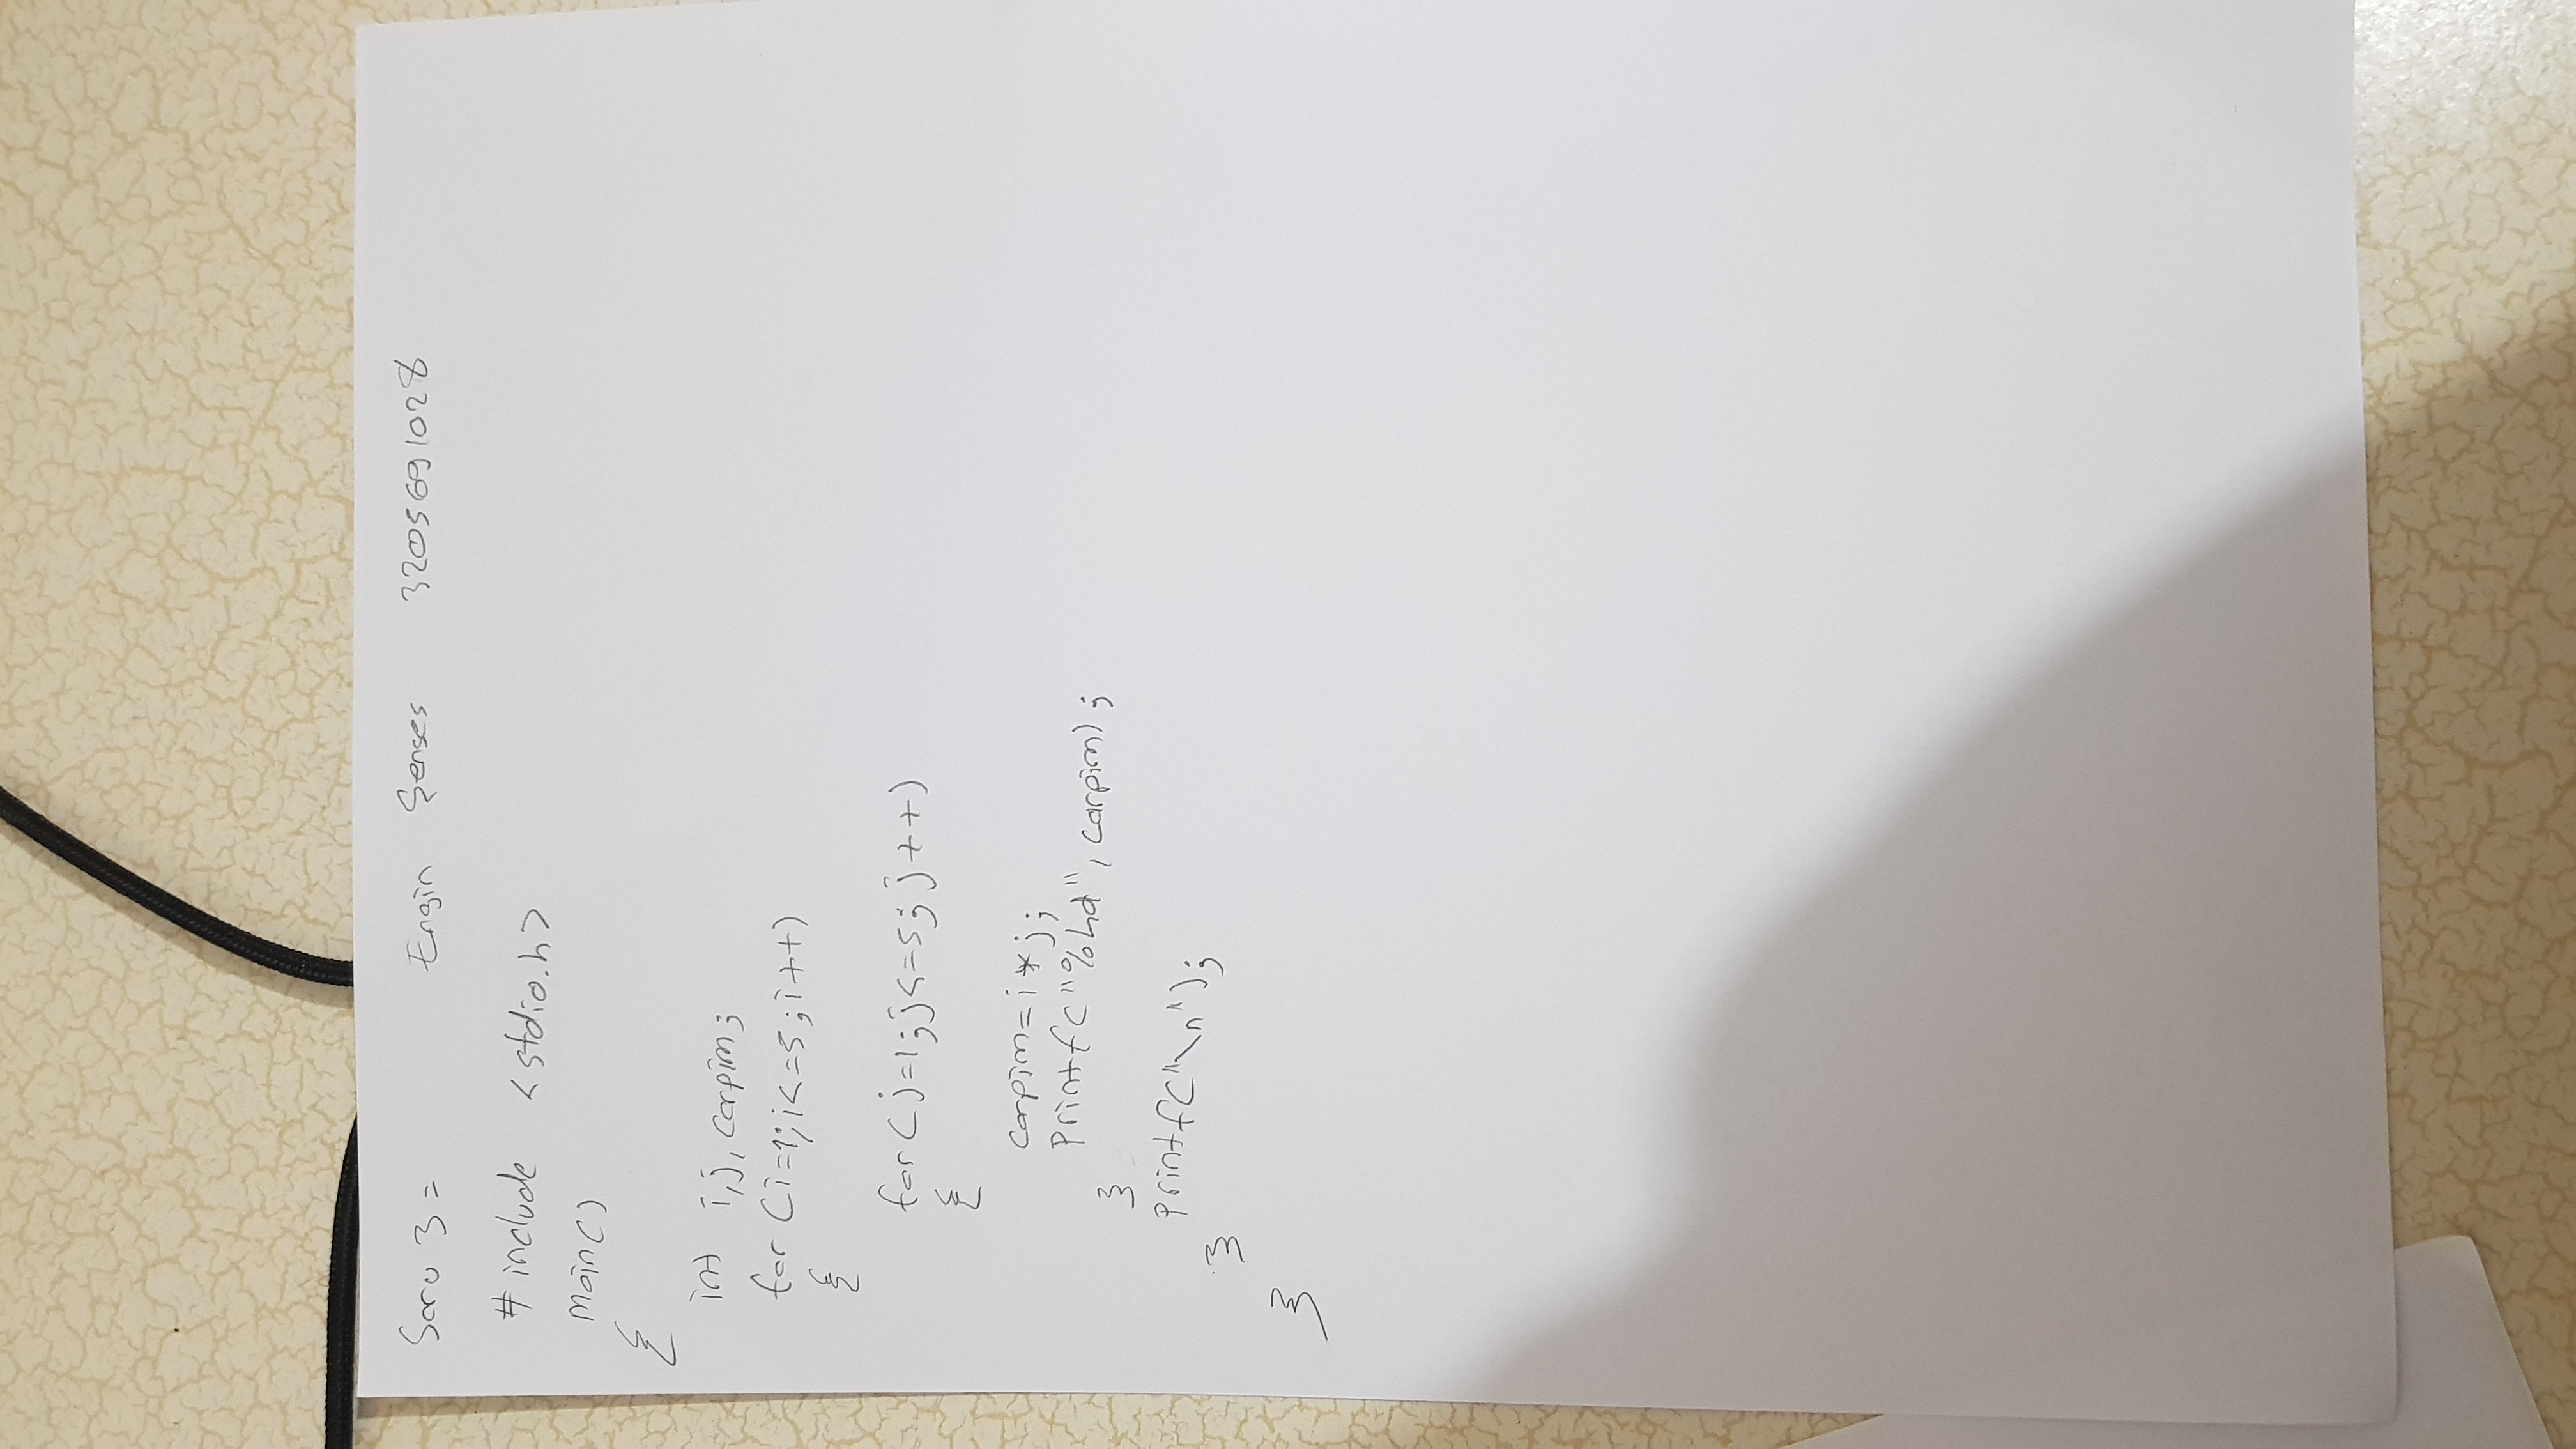 Soru 3 = Engin Şenses 3205691028
#include <stdio.h>
main()
{
int i,j, carpim;
for (i=1; i<=5; i++)
{
for (j=1; j<=5; j++)
{
carpim=i*j;
printf("%hd", carpim);
}
printf("\n");
}
}